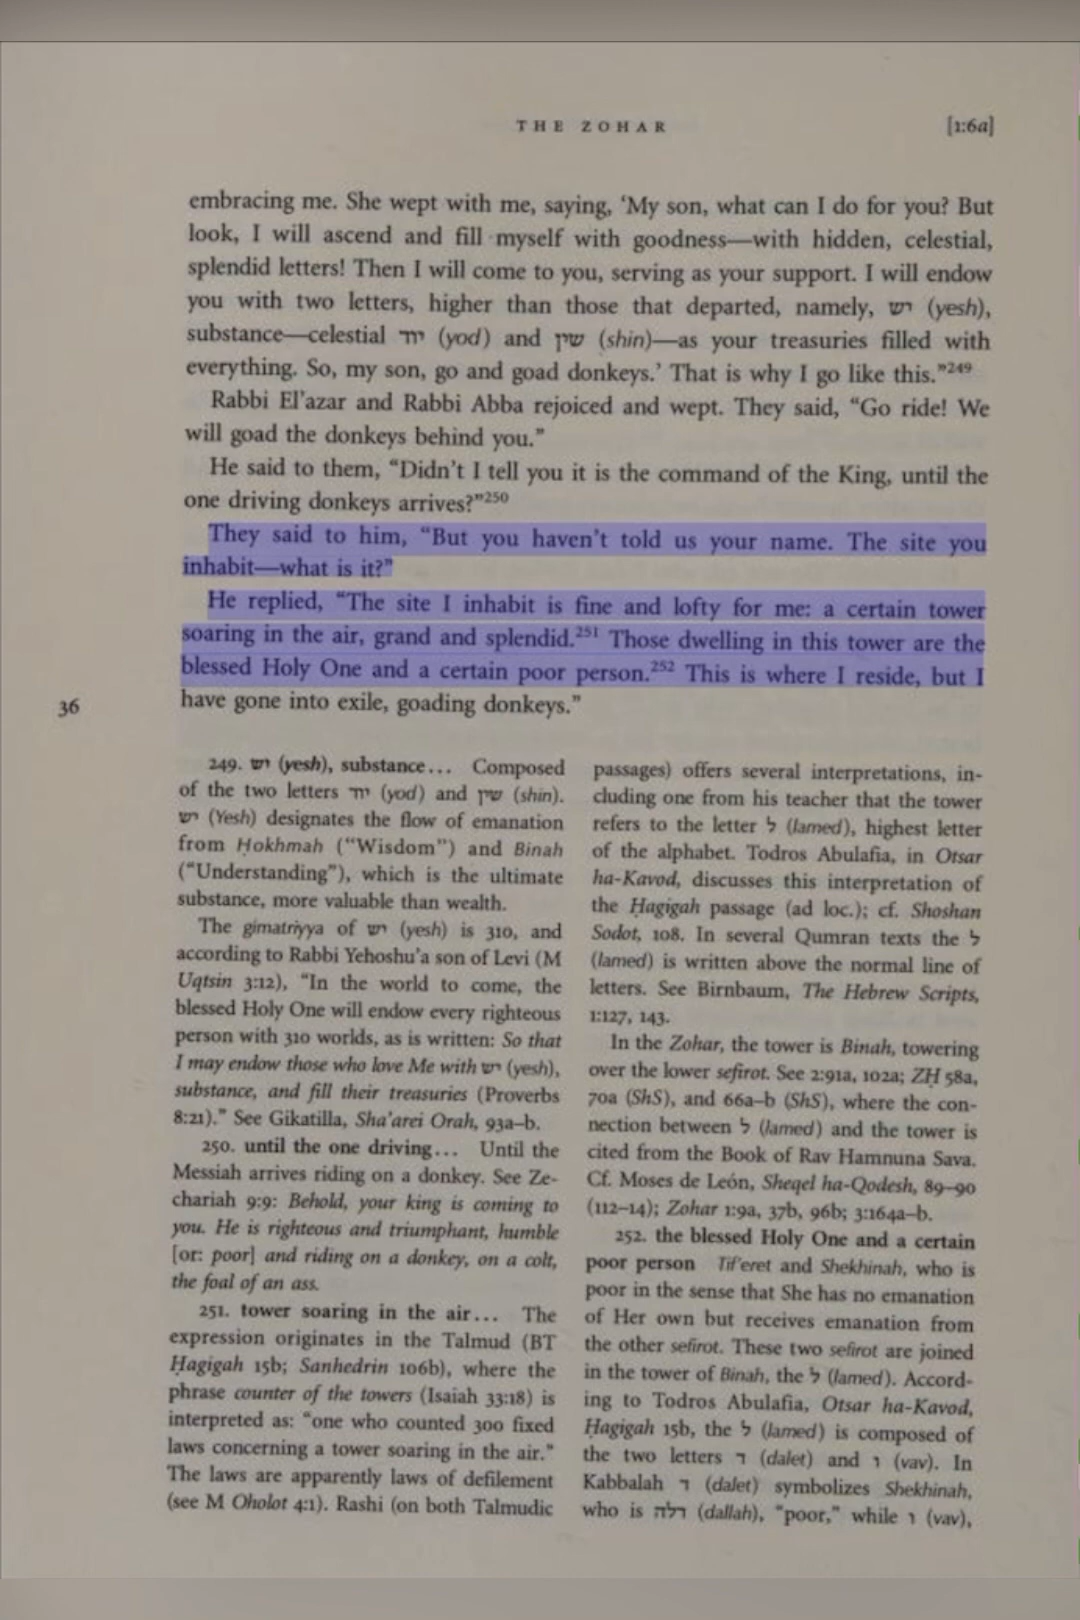 THE ZOHAR
[1:6a]
embracing me. She wept with me, saying, ‘My son, what can I do for you? But
look, I will ascend and fill myself with goodness—with hidden, celestial,
splendid letters! Then I will come to you, serving as your support. I will endow
you with two letters, higher than those that departed, namely, יש (yesh),
substance—celestial יוד (yod) and שין (shin)—as your treasuries filled with
everything. So, my son, go and goad donkeys.’ That is why I go like this.”249
Rabbi El’azar and Rabbi Abba rejoiced and wept. They said, “Go ride! We
will goad the donkeys behind you.”
He said to them, “Didn’t I tell you it is the command of the King, until the
one driving donkeys arrives?”250
They said to him, “But you haven’t told us your name. The site you
inhabit—what is it?”
He replied, “The site I inhabit is fine and lofty for me: a certain tower
soaring in the air, grand and splendid.251 Those dwelling in this tower are the
blessed Holy One and a certain poor person.252 This is where I reside, but I
have gone into exile, goading donkeys.”
36
249. יש (yesh), substance... Composed
of the two letters יוד (yod) and שין (shin).
יש (Yesh) designates the flow of emanation
from Ḥokhmah (“Wisdom”) and Binah
(“Understanding”), which is the ultimate
substance, more valuable than wealth.
The gimatriyya of יש (yesh) is 310, and
according to Rabbi Yehoshu’a son of Levi (M
Uqtsin 3:12), “In the world to come, the
blessed Holy One will endow every righteous
person with 310 worlds, as is written: So that
I may endow those who love Me with יש (yesh),
substance, and fill their treasuries (Proverbs
8:21).” See Gikatilla, Sha’arei Orah, 93a–b.
250. until the one driving... Until the
Messiah arrives riding on a donkey. See Ze-
chariah 9:9: Behold, your king is coming to
you. He is righteous and triumphant, humble
[or: poor] and riding on a donkey, on a colt,
the foal of an ass.
251. tower soaring in the air... The
expression originates in the Talmud (BT
Ḥagigah 15b; Sanhedrin 106b), where the
phrase counter of the towers (Isaiah 33:18) is
interpreted as: “one who counted 300 fixed
laws concerning a tower soaring in the air.”
The laws are apparently laws of defilement
(see M Oholot 4:1). Rashi (on both Talmudic
passages) offers several interpretations, in-
cluding one from his teacher that the tower
refers to the letter ל (lamed), highest letter
of the alphabet. Todros Abulafia, in Otsar
ha-Kavod, discusses this interpretation of
the Ḥagigah passage (ad loc.); cf. Shoshan
Sodot, 108. In several Qumran texts the ל
(lamed) is written above the normal line of
letters. See Birnbaum, The Hebrew Scripts,
1:127, 143.
In the Zohar, the tower is Binah, towering
over the lower sefirot. See 2:91a, 102a; ZḤ 58a,
70a (ShS), and 66a–b (ShS), where the con-
nection between ל (lamed) and the tower is
cited from the Book of Rav Hamnuna Sava.
Cf. Moses de León, Sheqel ha-Qodesh, 89–90
(112–14); Zohar 1:9a, 37b, 96b; 3:164a–b.
252. the blessed Holy One and a certain
poor person Tif’eret and Shekhinah, who is
poor in the sense that She has no emanation
of Her own but receives emanation from
the other sefirot. These two sefirot are joined
in the tower of Binah, the ל (lamed). Accord-
ing to Todros Abulafia, Otsar ha-Kavod,
Ḥagigah 15b, the ל (lamed) is composed of
the two letters ד (dalet) and ו (vav). In
Kabbalah ד (dalet) symbolizes Shekhinah,
who is דלה (dallah), “poor,” while ו (vav),